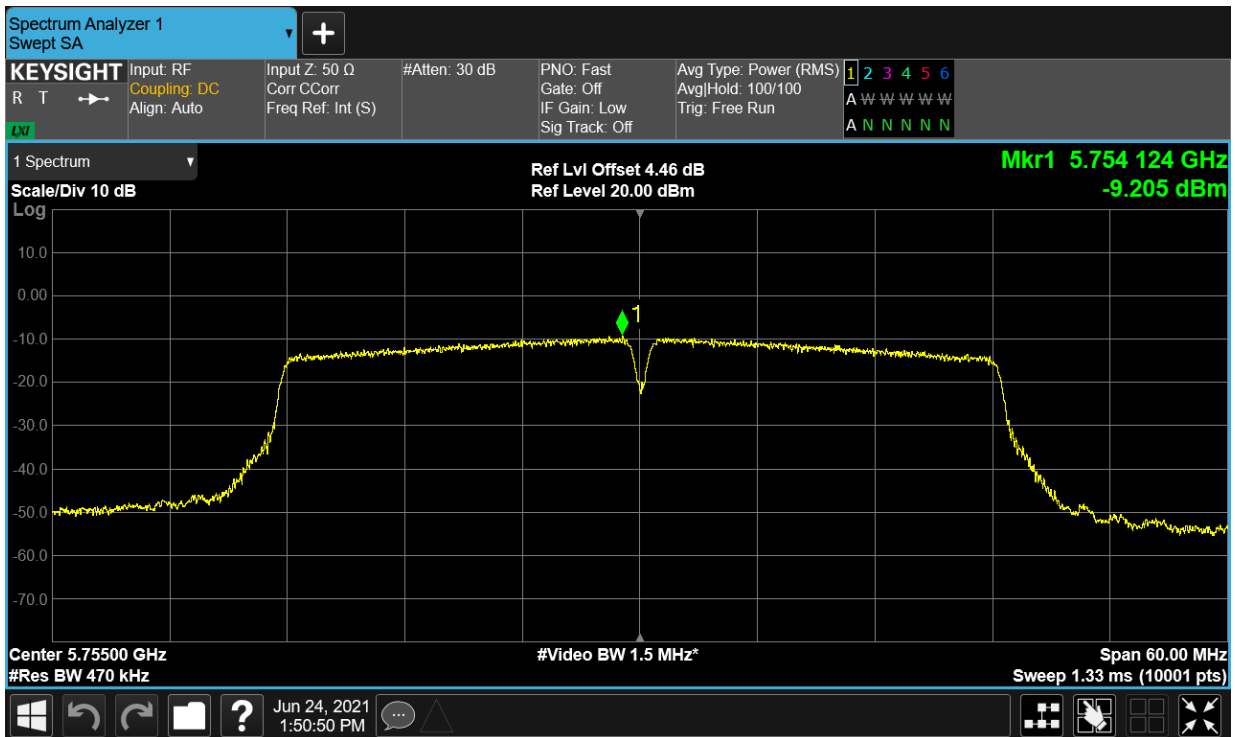 Spectrum Analyzer 1
Swept SA
▼
+
KEYSIGHT
R T
LXI
Input: RF
Coupling: DC
Align: Auto
Input Z: 50 Ω
Corr CCorr
Freq Ref: Int (S)
#Atten: 30 dB
PNO: Fast
Gate: Off
IF Gain: Low
Sig Track: Off
Avg Type: Power (RMS)
Avg|Hold: 100/100
Trig: Free Run
1 2 3 4 5 6
A W W W W W
A N N N N N
1 Spectrum ▼
Scale/Div 10 dB
Log
Ref Lvl Offset 4.46 dB
Ref Level 20.00 dBm
Mkr1 5.754 124 GHz
-9.205 dBm
10.0
0.00
-10.0
-20.0
-30.0
-40.0
-50.0
-60.0
-70.0
1
Center 5.75500 GHz
#Res BW 470 kHz
#Video BW 1.5 MHz*
Span 60.00 MHz
Sweep 1.33 ms (10001 pts)
?
Jun 24, 2021
1:50:50 PM